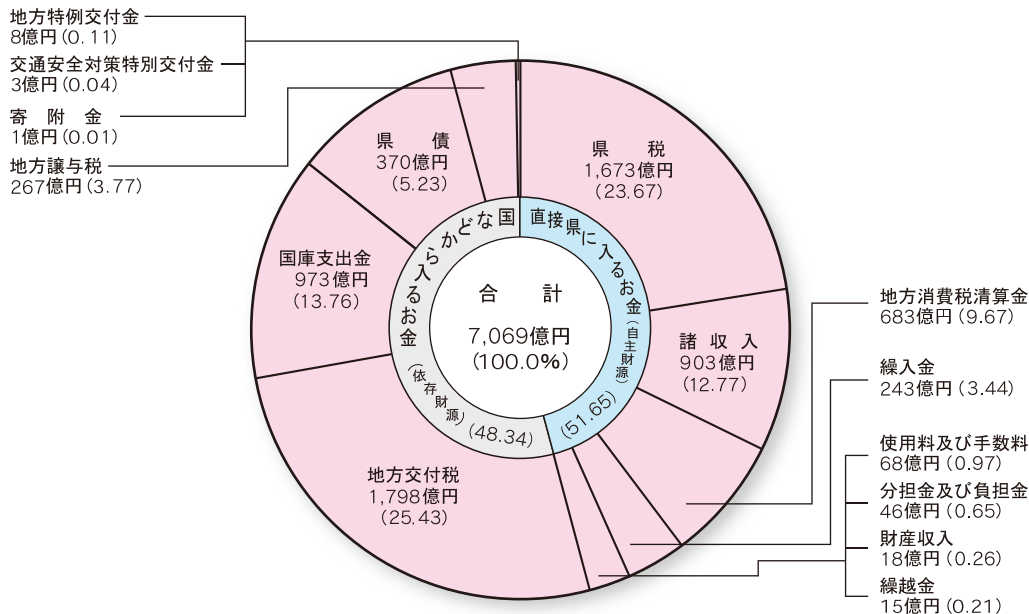 地方特例交付金
8億円(0.11)
交通安全対策特別交付金
3億円(0.04)
寄附金
1億円(0.01)
地方譲与税
267億円(3.77)
県債
370億円
(5.23)
国庫支出金
973億円
(13.76)
地方交付税
1,798億円
(25.43)
国などから入るお金(依存財源)(48.34)
合計
7,069億円
(100.0%)
直接県に入るお金(自主財源)(51.65)
県税
1,673億円
(23.67)
諸収入
903億円
(12.77)
地方消費税清算金
683億円(9.67)
繰入金
243億円(3.44)
使用料及び手数料
68億円(0.97)
分担金及び負担金
46億円(0.65)
財産収入
18億円(0.26)
繰越金
15億円(0.21)